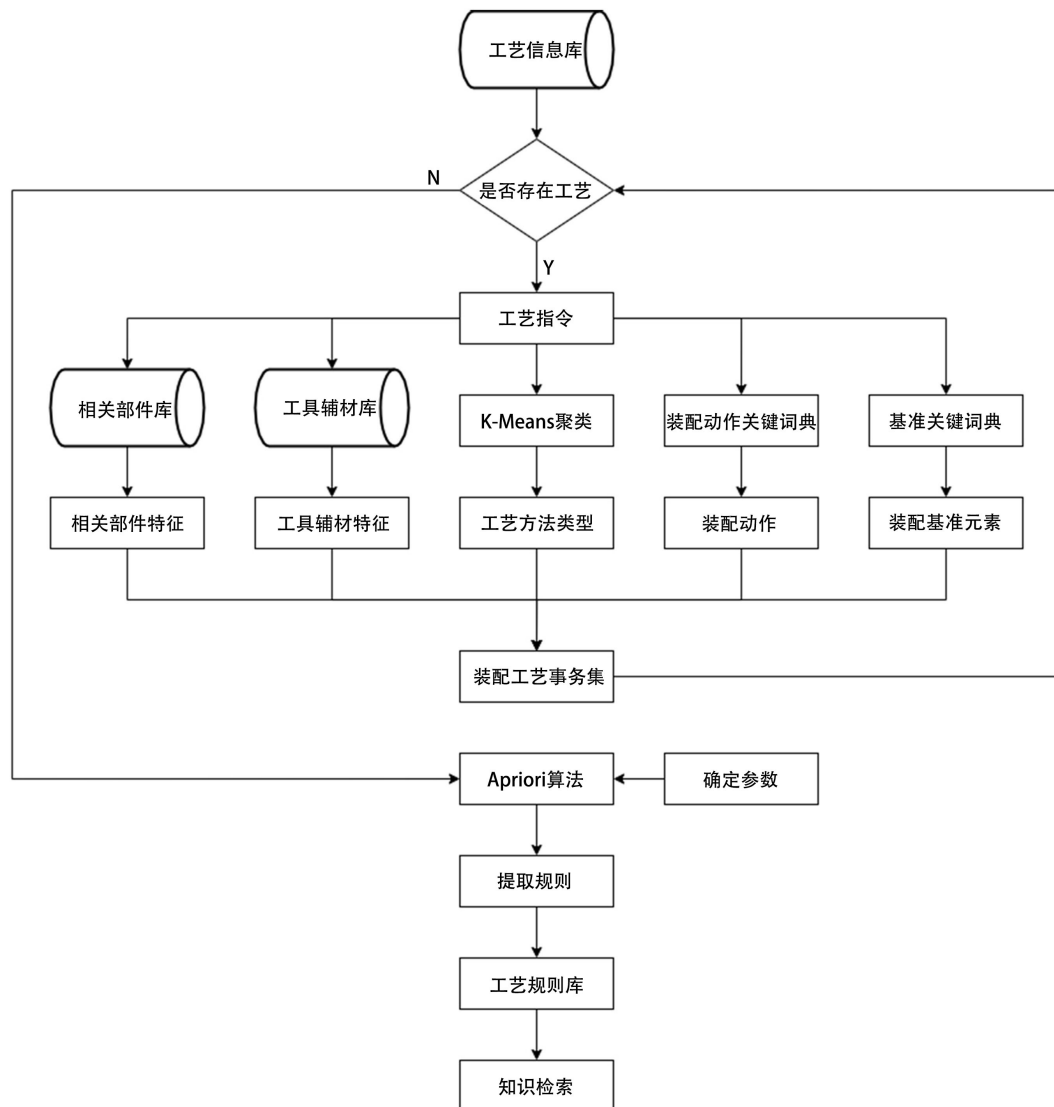 工艺信息库
N
是否存在工艺
Y
工艺指令
相关部件库
工具辅材库
K-Means聚类
装配动作关键词典
基准关键词典
相关部件特征
工具辅材特征
工艺方法类型
装配动作
装配基准元素
装配工艺事务集
Apriori算法
确定参数
提取规则
工艺规则库
知识检索